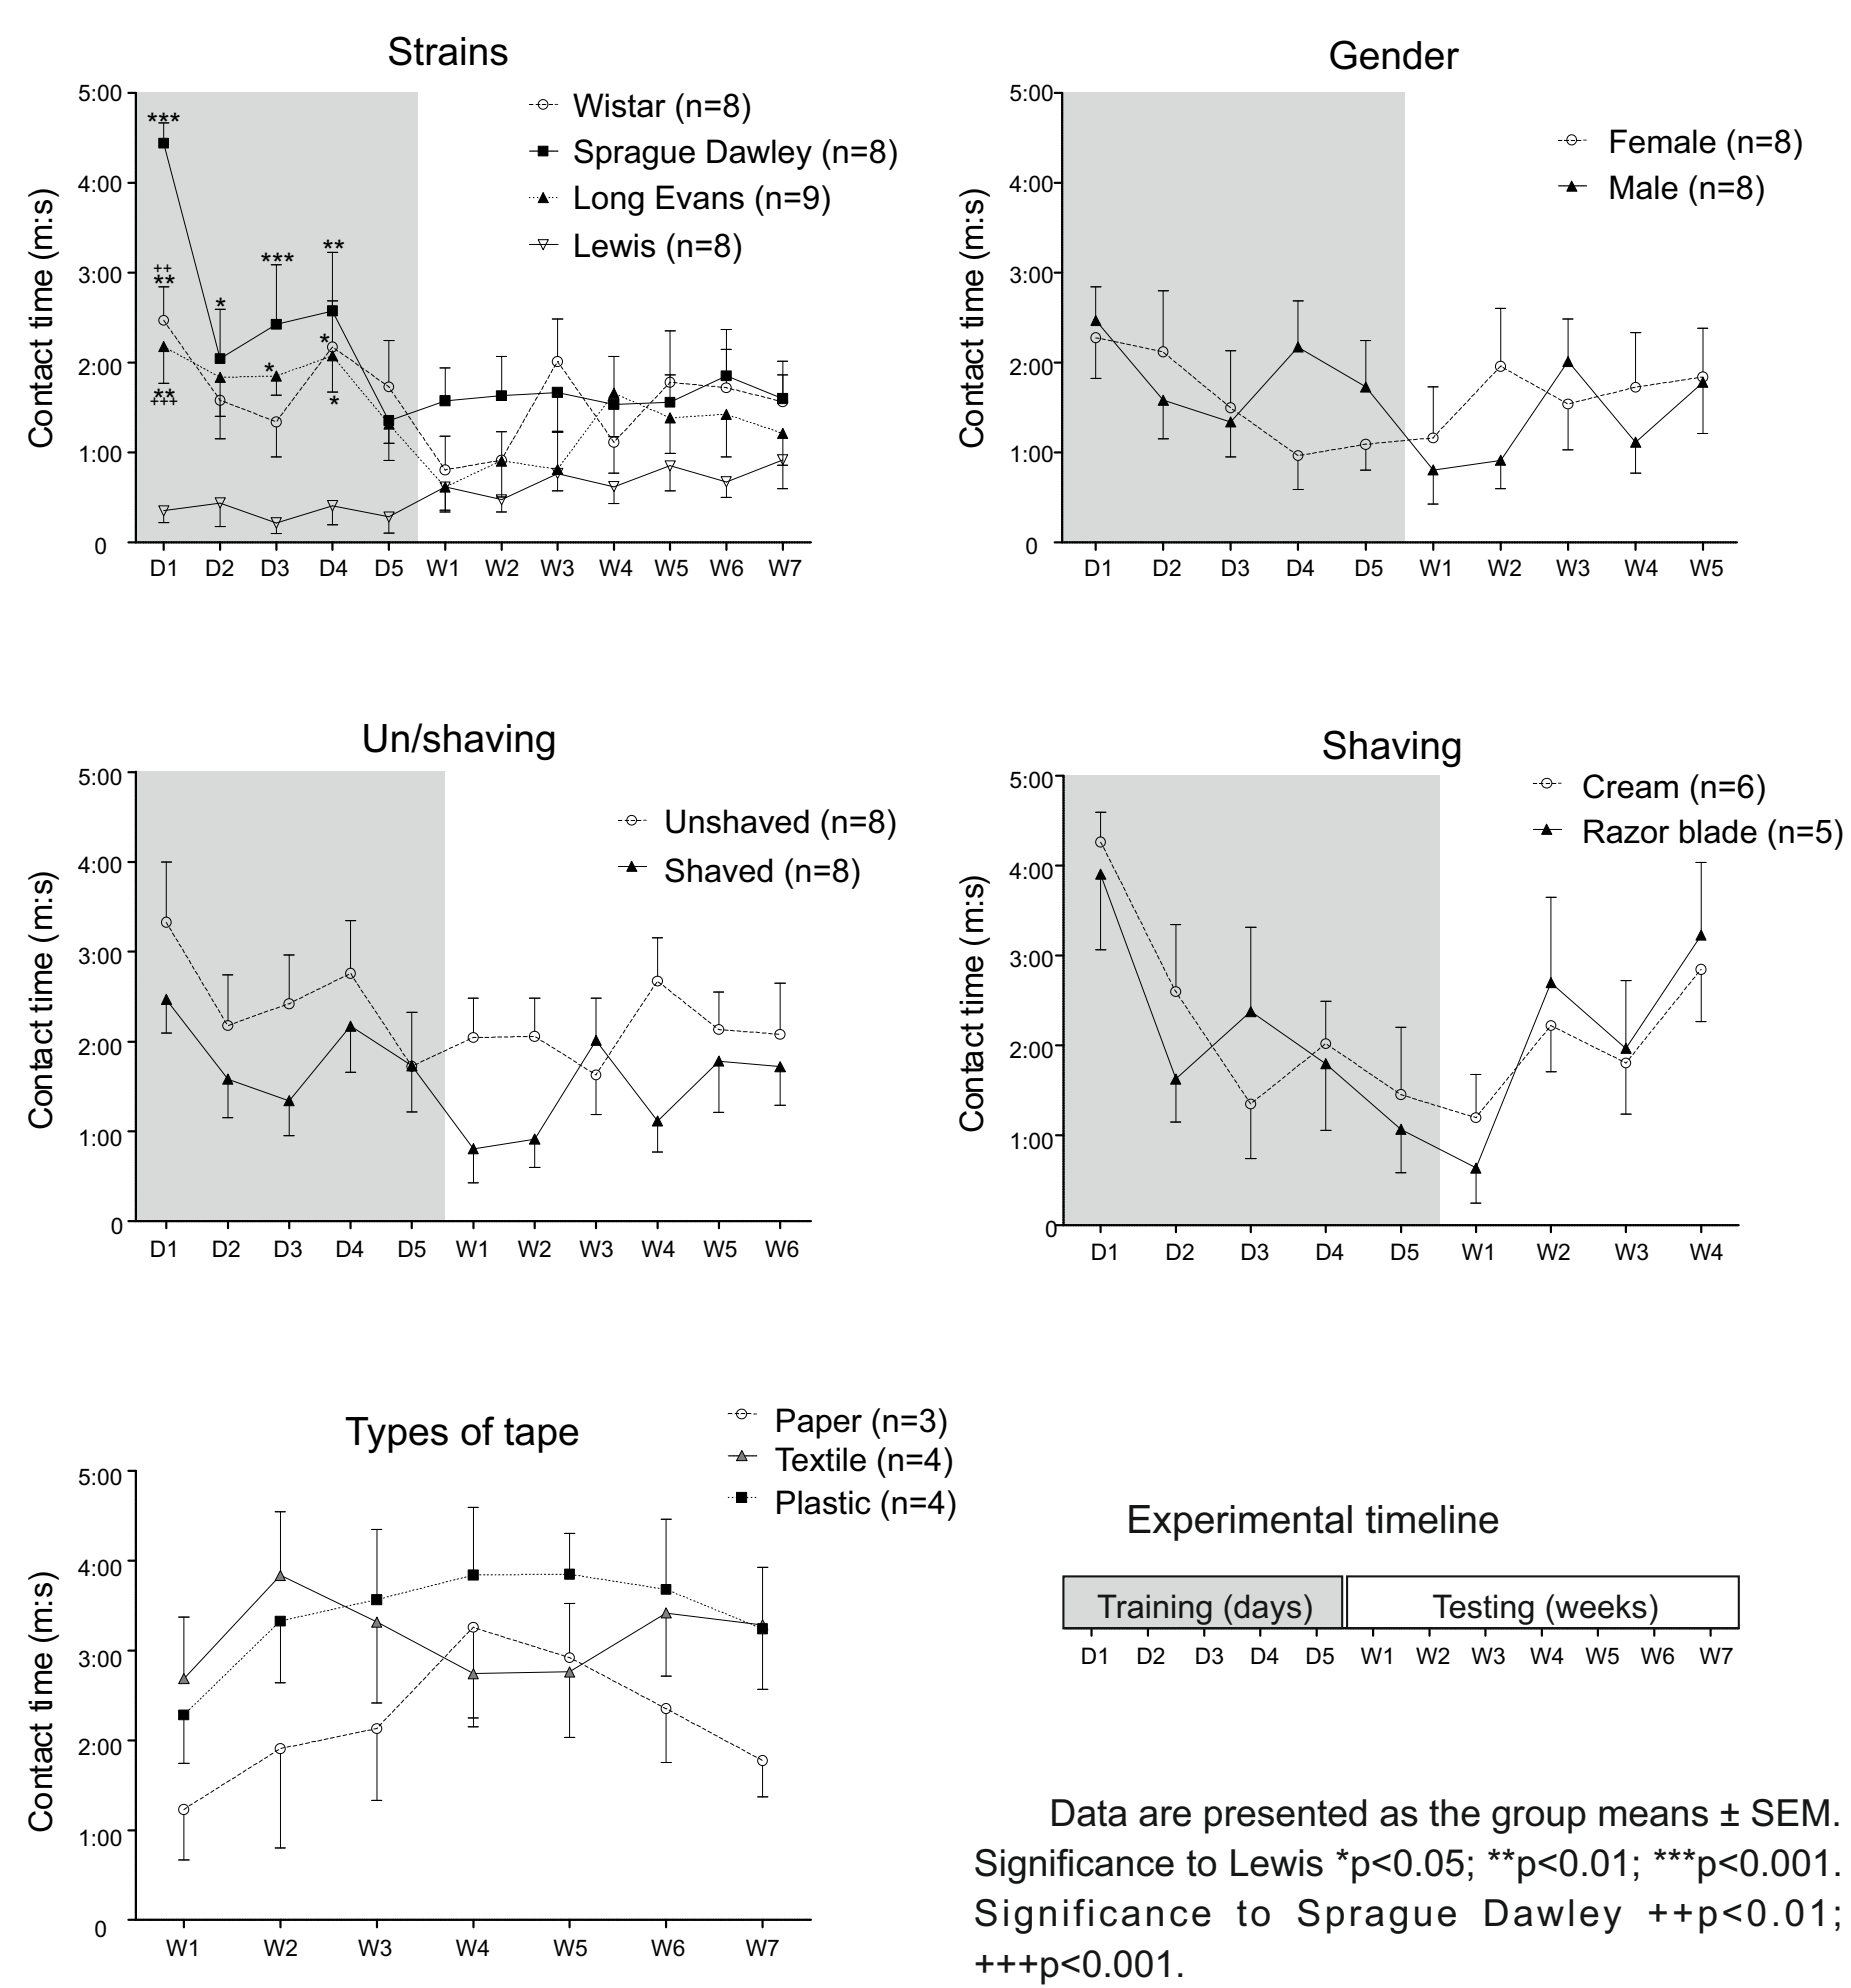 Strains
5:00
4:00
3:00
2:00
1:00
0
Contact time (m:s)
***
++
**
**
+++
*
***
*
**
*
*
Wistar (n=8)
Sprague Dawley (n=8)
Long Evans (n=9)
Lewis (n=8)
D1 D2 D3 D4 D5 W1 W2 W3 W4 W5 W6 W7
Gender
5:00
4:00
3:00
2:00
1:00
0
Contact time (m:s)
Female (n=8)
Male (n=8)
D1 D2 D3 D4 D5 W1 W2 W3 W4 W5
Un/shaving
5:00
4:00
3:00
2:00
1:00
0
Contact time (m:s)
Unshaved (n=8)
Shaved (n=8)
D1 D2 D3 D4 D5 W1 W2 W3 W4 W5 W6
Shaving
5:00
4:00
3:00
2:00
1:00
0
Contact time (m:s)
Cream (n=6)
Razor blade (n=5)
D1 D2 D3 D4 D5 W1 W2 W3 W4
Types of tape
5:00
4:00
3:00
2:00
1:00
0
Contact time (m:s)
Paper (n=3)
Textile (n=4)
Plastic (n=4)
W1 W2 W3 W4 W5 W6 W7
Experimental timeline
Training (days) Testing (weeks)
D1 D2 D3 D4 D5 W1 W2 W3 W4 W5 W6 W7
Data are presented as the group means ± SEM.
Significance to Lewis *p<0.05; **p<0.01; ***p<0.001.
Significance to Sprague Dawley ++p<0.01;
+++p<0.001.